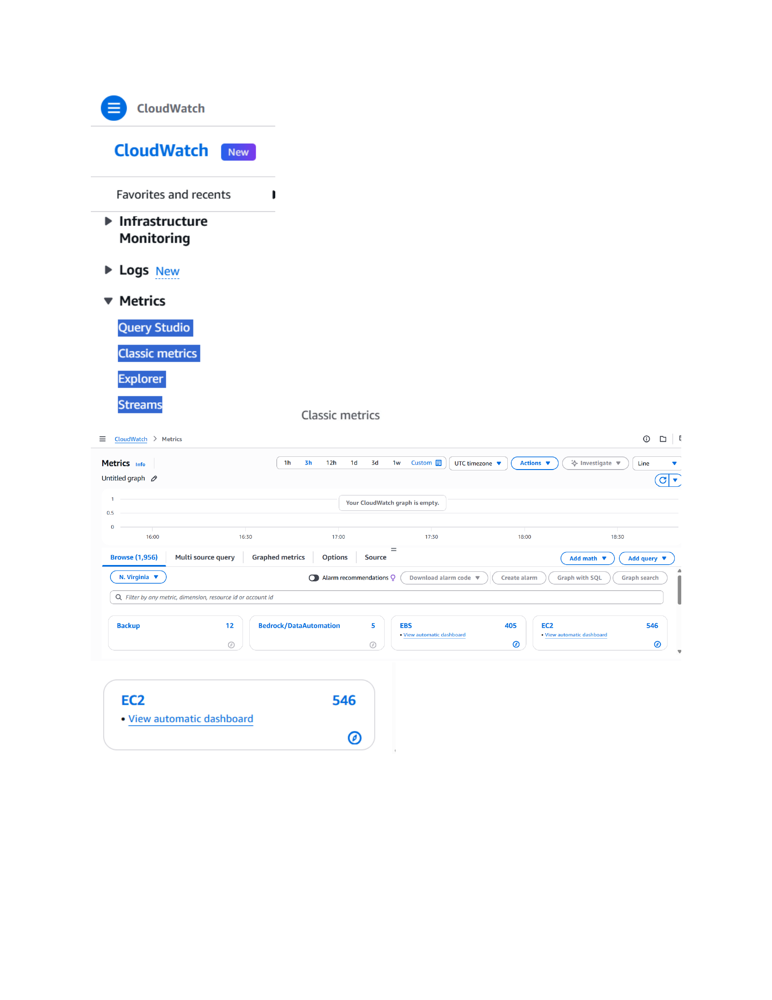 CloudWatch
CloudWatch New
Favorites and recents
Infrastructure
Monitoring
Logs New
Metrics
Query Studio
Classic metrics
Explorer
Streams
Classic metrics
CloudWatch > Metrics
Metrics Info
1h 3h 12h 1d 3d 1w Custom UTC timezone Actions Investigate Line
Untitled graph
1
Your CloudWatch graph is empty.
0.5
0
16:00 16:30 17:00 17:30 18:00 18:30
Browse (1,956) Multi source query Graphed metrics Options Source Add math Add query
N. Virginia Alarm recommendations Download alarm code Create alarm Graph with SQL Graph search
Filter by any metric, dimension, resource id or account id
Backup 12 Bedrock/DataAutomation 5 EBS 405 EC2 546
• View automatic dashboard • View automatic dashboard
EC2 546
• View automatic dashboard